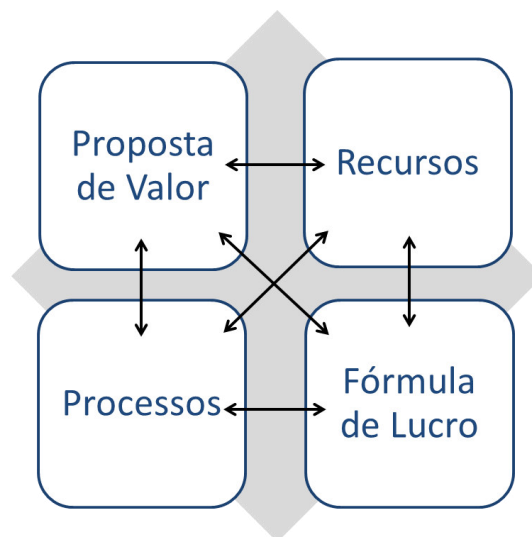 Proposta
de Valor
Recursos
Processos
Fórmula
de Lucro